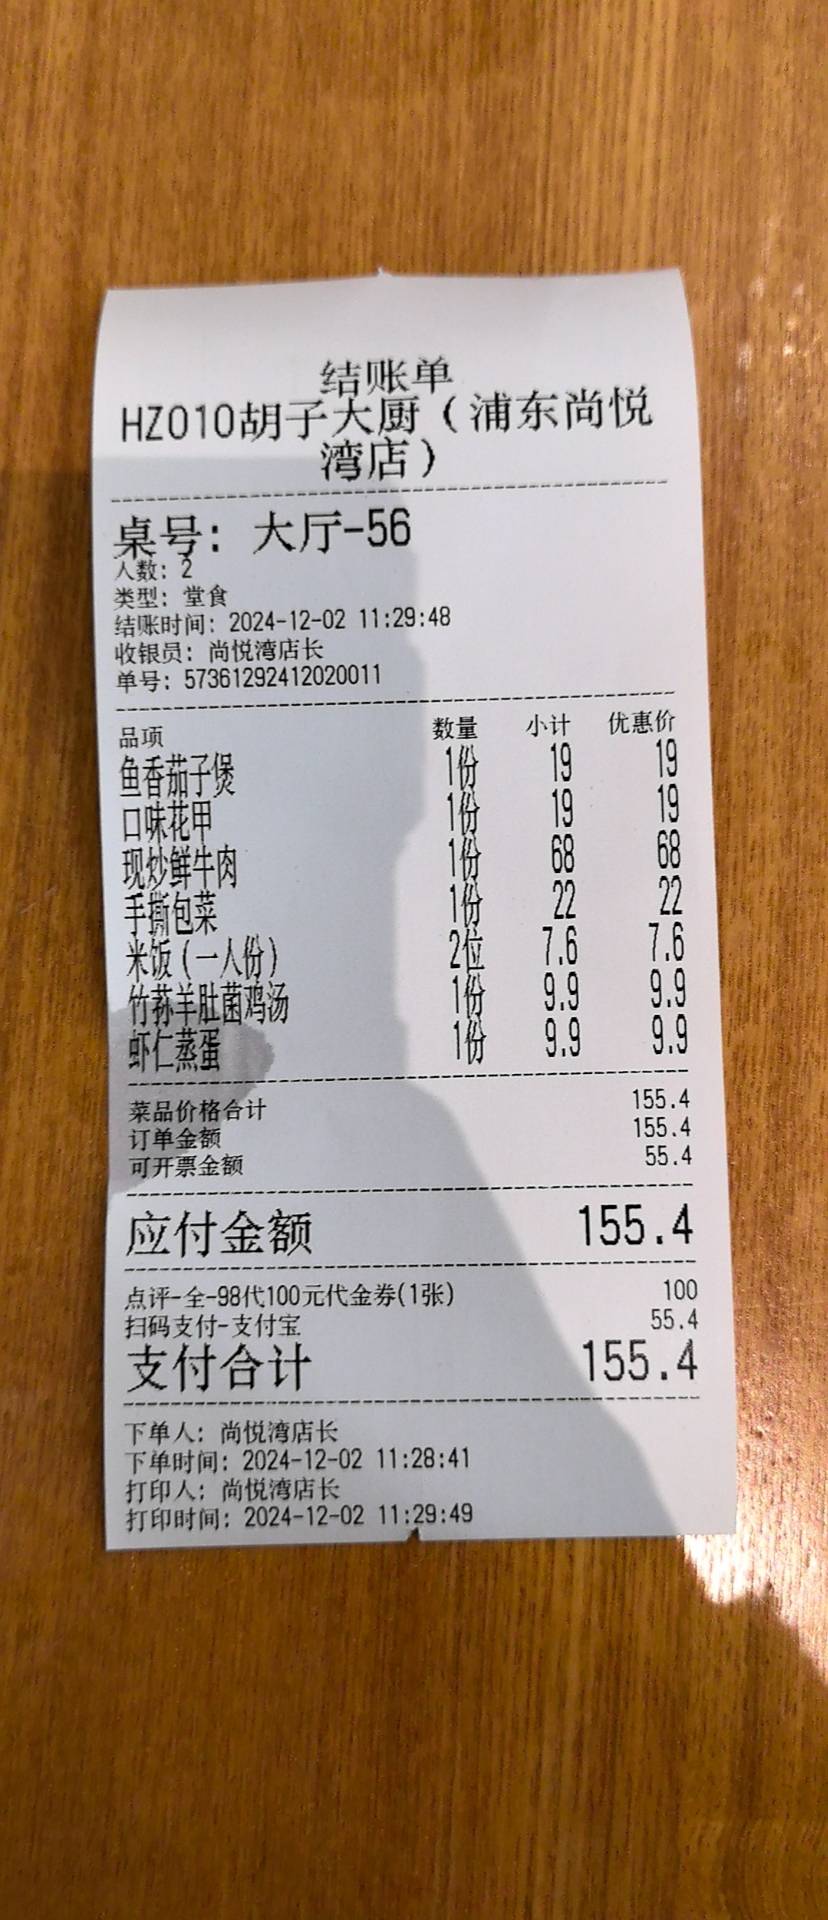 结账单
HZ010胡子大厨（浦东尚悦
湾店）
桌号: 大厅-56
人数: 2
类型: 堂食
结账时间: 2024-12-02 11:29:48
收银员: 尚悦湾店长
单号: 57361292412020011
品项 数量 小计 优惠价
鱼香茄子煲 1份 19 19
口味花甲 1份 19 19
现炒鲜牛肉 1份 68 68
手撕包菜 1份 22 22
米饭(一人份) 2位 7.6 7.6
竹荪羊肚菌鸡汤 1份 9.9 9.9
虾仁蒸蛋 1份 9.9 9.9
菜品价格合计 155.4
订单金额 155.4
可开票金额 55.4
应付金额 155.4
点评-全-98代100元代金券(1张) 100
扫码支付-支付宝 55.4
支付合计 155.4
下单人: 尚悦湾店长
下单时间: 2024-12-02 11:28:41
打印人: 尚悦湾店长
打印时间: 2024-12-02 11:29:49